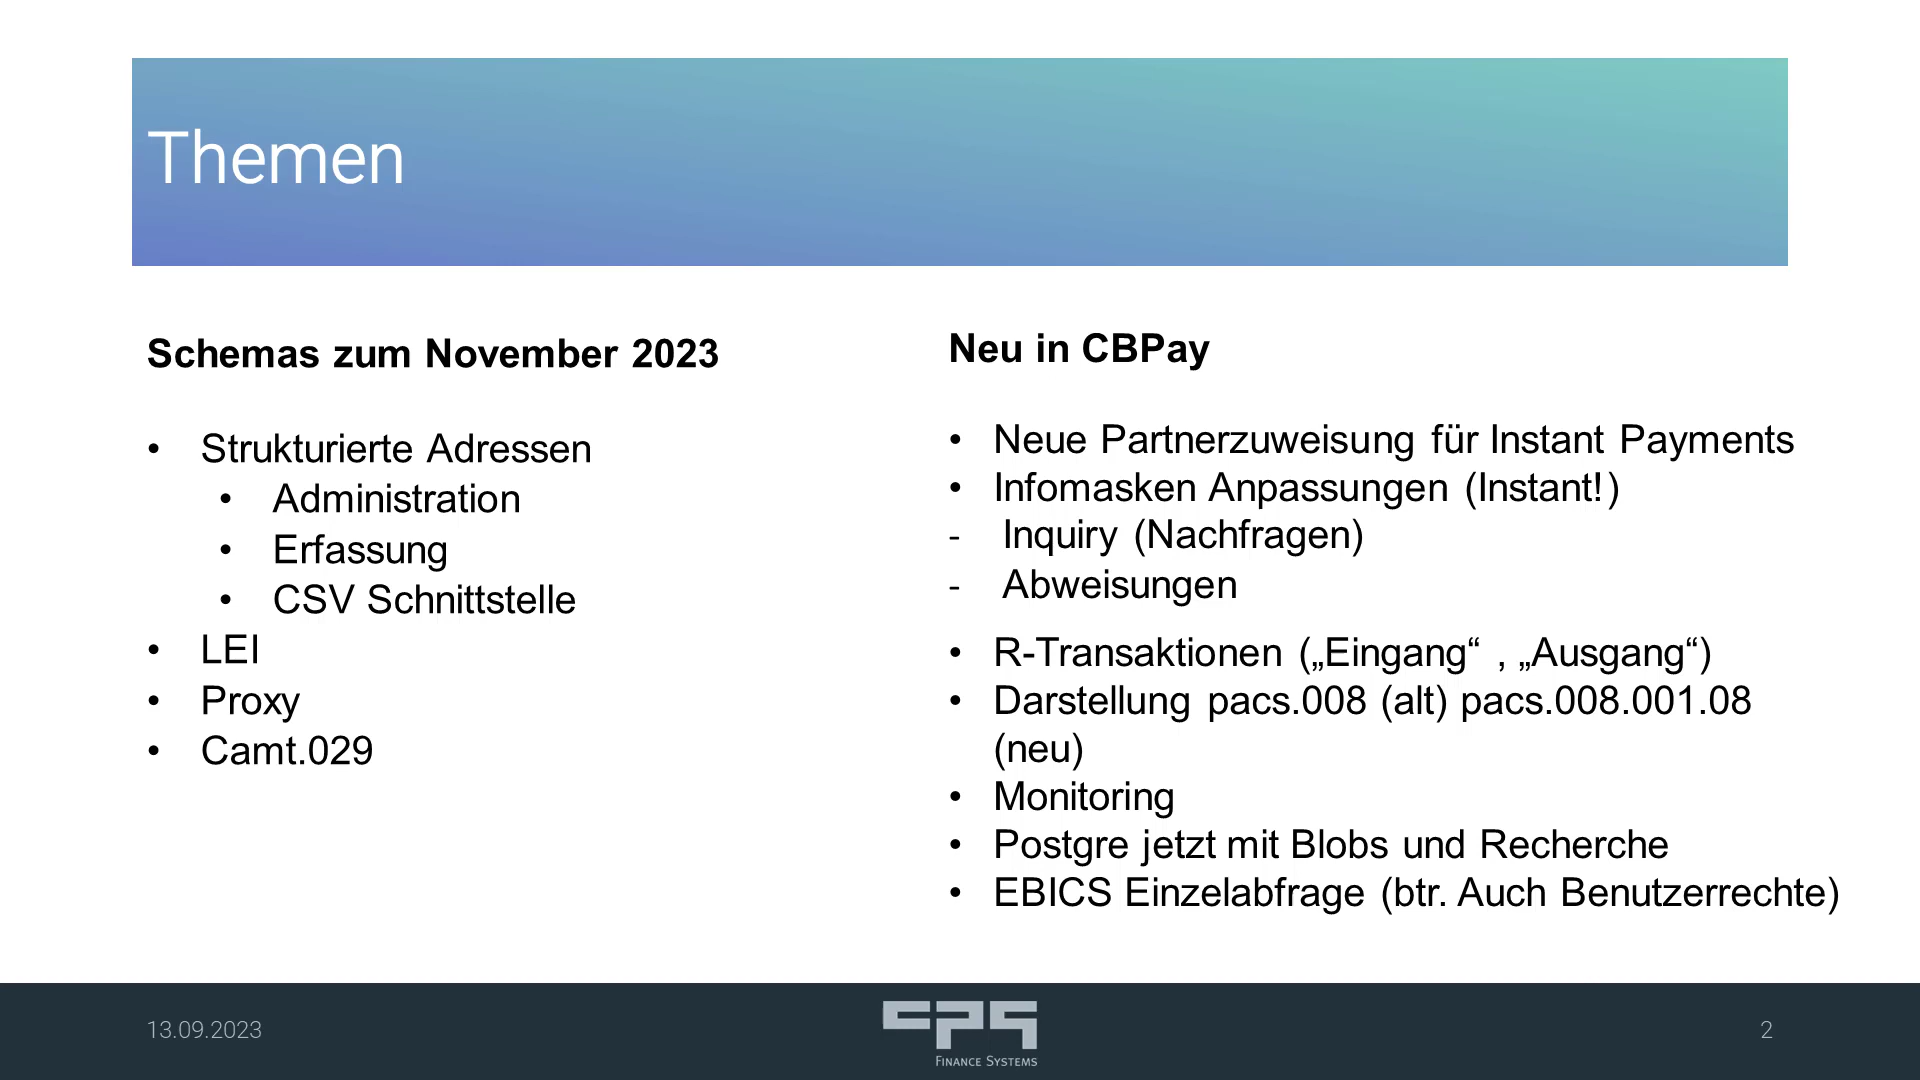 Themen
Schemas zum November 2023
• Strukturierte Adressen
• Administration
• Erfassung
• CSV Schnittstelle
• LEI
• Proxy
• Camt.029
Neu in CBPay
• Neue Partnerzuweisung für Instant Payments
• Infomasken Anpassungen (Instant!)
- Inquiry (Nachfragen)
- Abweisungen
• R-Transaktionen („Eingang“ , „Ausgang“)
• Darstellung pacs.008 (alt) pacs.008.001.08
(neu)
• Monitoring
• Postgre jetzt mit Blobs und Recherche
• EBICS Einzelabfrage (btr. Auch Benutzerrechte)
13.09.2023
CPS
Finance Systems
2